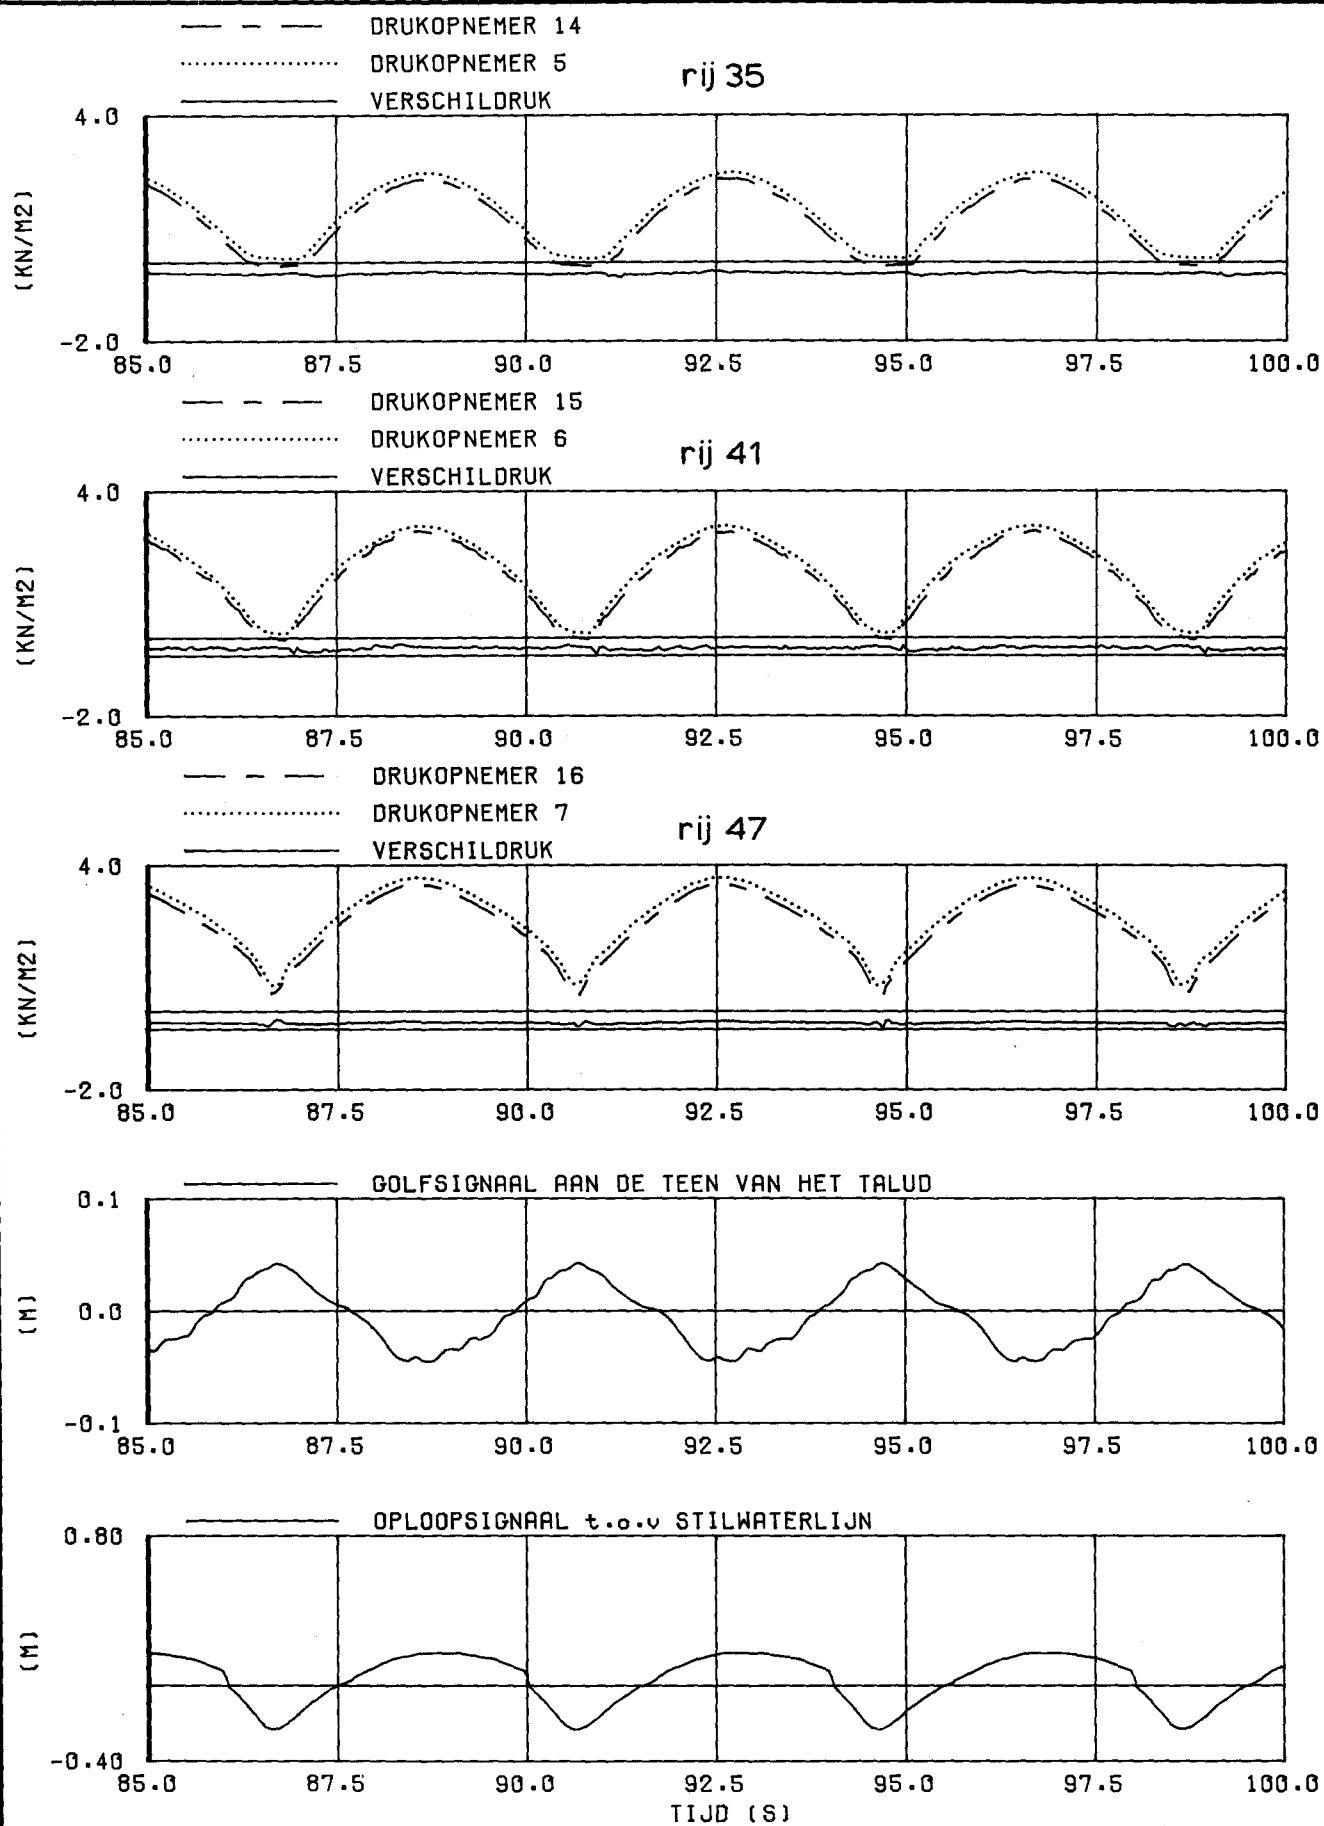 DRUKOPNEMER 14
DRUKOPNEMER 5
rij 35
VERSCHILDRUK
4.0
(KN/M2)
-2.0
85.0 87.5 90.0 92.5 95.0 97.5 100.0
DRUKOPNEMER 15
DRUKOPNEMER 6
rij 41
VERSCHILDRUK
4.0
(KN/M2)
-2.0
85.0 87.5 90.0 92.5 95.0 97.5 100.0
DRUKOPNEMER 16
DRUKOPNEMER 7
rij 47
VERSCHILDRUK
4.0
(KN/M2)
-2.0
85.0 87.5 90.0 92.5 95.0 97.5 100.0
GOLFSIGNAAL AAN DE TEEN VAN HET TALUD
0.1
(M)
0.0
-0.1
85.0 87.5 90.0 92.5 95.0 97.5 100.0
OPLOOPSIGNAAL t.o.v STILWATERLIJN
0.80
(M)
-0.40
85.0 87.5 90.0 92.5 95.0 97.5 100.0
TIJD (S)